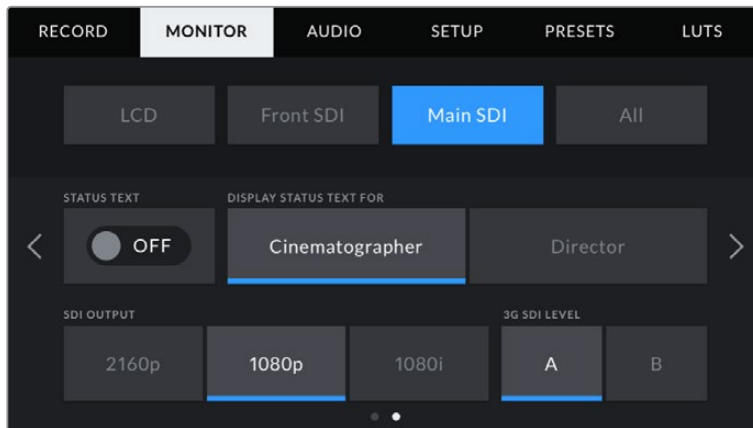 RECORD MONITOR AUDIO SETUP PRESETS LUTS
LCD Front SDI Main SDI All
STATUS TEXT DISPLAY STATUS TEXT FOR
OFF Cinematographer Director
SDI OUTPUT 3G SDI LEVEL
2160p 1080p 1080i A B